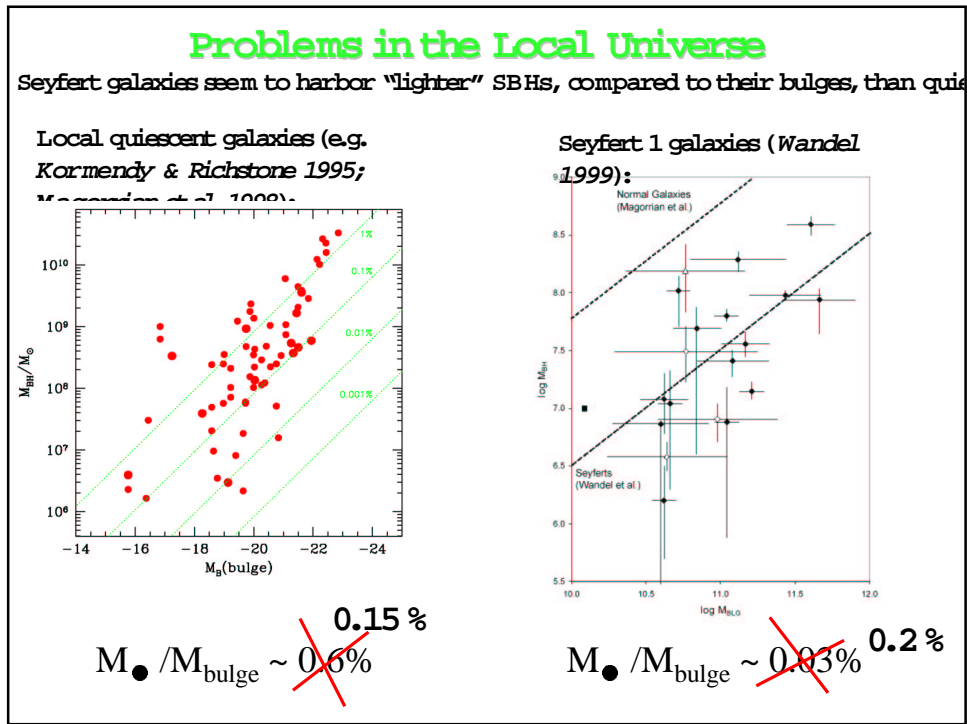 Problems in the Local Universe
Seyfert galaxies seem to harbor “lighter” SBHs, compared to their bulges, than
Local quiescent galaxies (e.g.
Kormendy & Richstone 1995;
Magorrian et al. 1998):
1%
0.1%
0.01%
0.001%
10¹⁰
10⁹
10⁸
10⁷
10⁶
M_BH/M_⊙
-14 -16 -18 -20 -22 -24
M_B(bulge)
0.15 %
M● /M_bulge ~ 0.6%
Seyfert 1 galaxies (Wandel
1999):
Normal Galaxies
(Magorrian et al.)
Seyferts
(Wandel et al.)
9.0
8.5
8.0
7.5
7.0
6.5
6.0
5.5
log M_BH
10.0 10.5 11.0 11.5 12.0
log M_BLG
0.2 %
M● /M_bulge ~ 0.03%